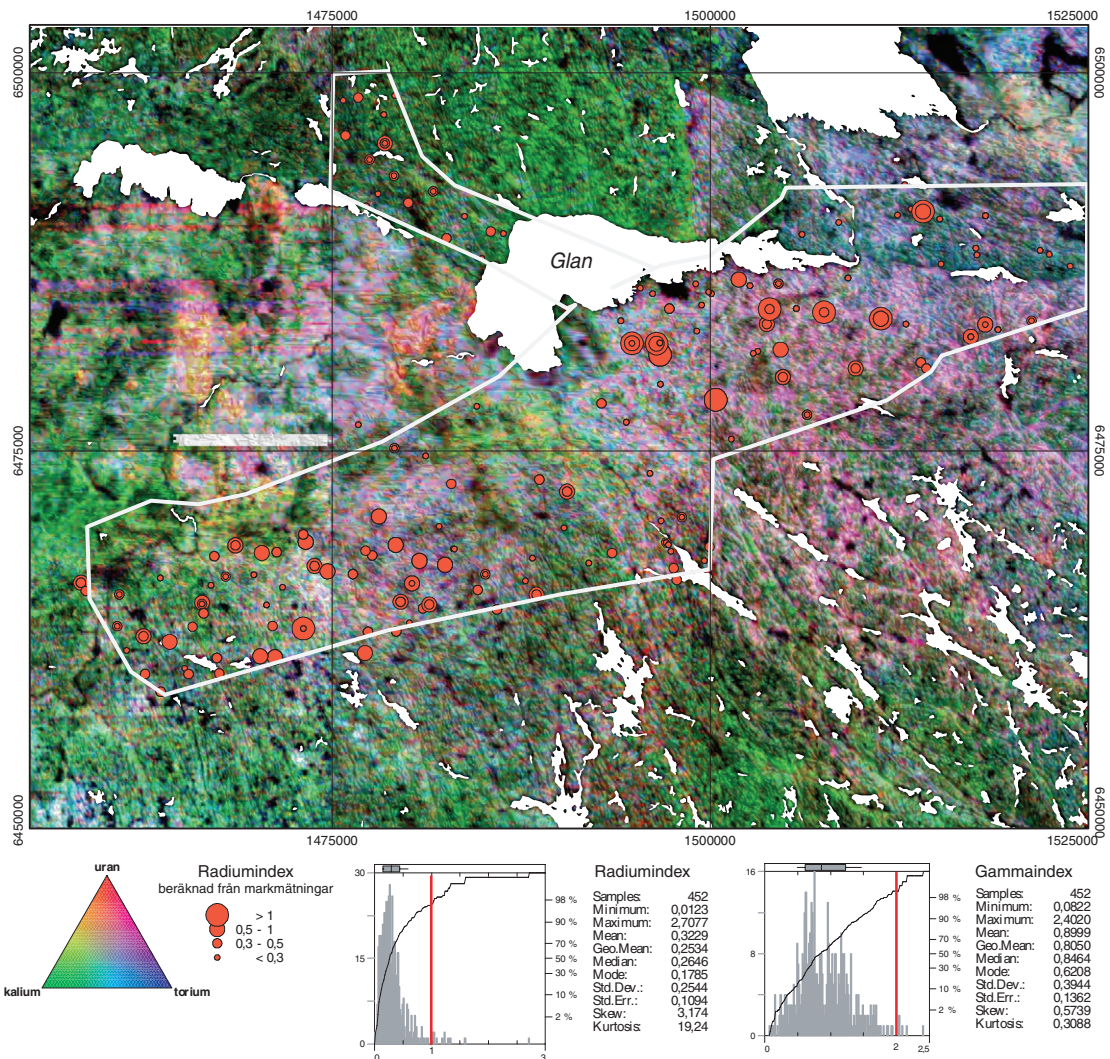 1475000
1500000
1525000
6500000
6500000
Glan
6475000
6475000
6450000
6450000
1475000
1500000
1525000
uran
kalium
torium
Radiumindex
beräknad från markmätningar
> 1
0,5 - 1
0,3 - 0,5
< 0,3
30
15
0
0
1
3
98 %
90 %
70 %
50 %
30 %
10 %
2 %
Radiumindex
Samples: 452
Minimum: 0,0123
Maximum: 2,7077
Mean: 0,3229
Geo.Mean: 0,2534
Median: 0,2646
Mode: 0,1785
Std.Dev.: 0,2544
Std.Err.: 0,1094
Skew: 3,174
Kurtosis: 19,24
16
8
0
0
2
2,5
98 %
90 %
70 %
50 %
30 %
10 %
2 %
Gammaindex
Samples: 452
Minimum: 0,0822
Maximum: 2,4020
Mean: 0,8999
Geo.Mean: 0,8050
Median: 0,8464
Mode: 0,6208
Std.Dev.: 0,3944
Std.Err.: 0,1362
Skew: 0,5739
Kurtosis: 0,3088